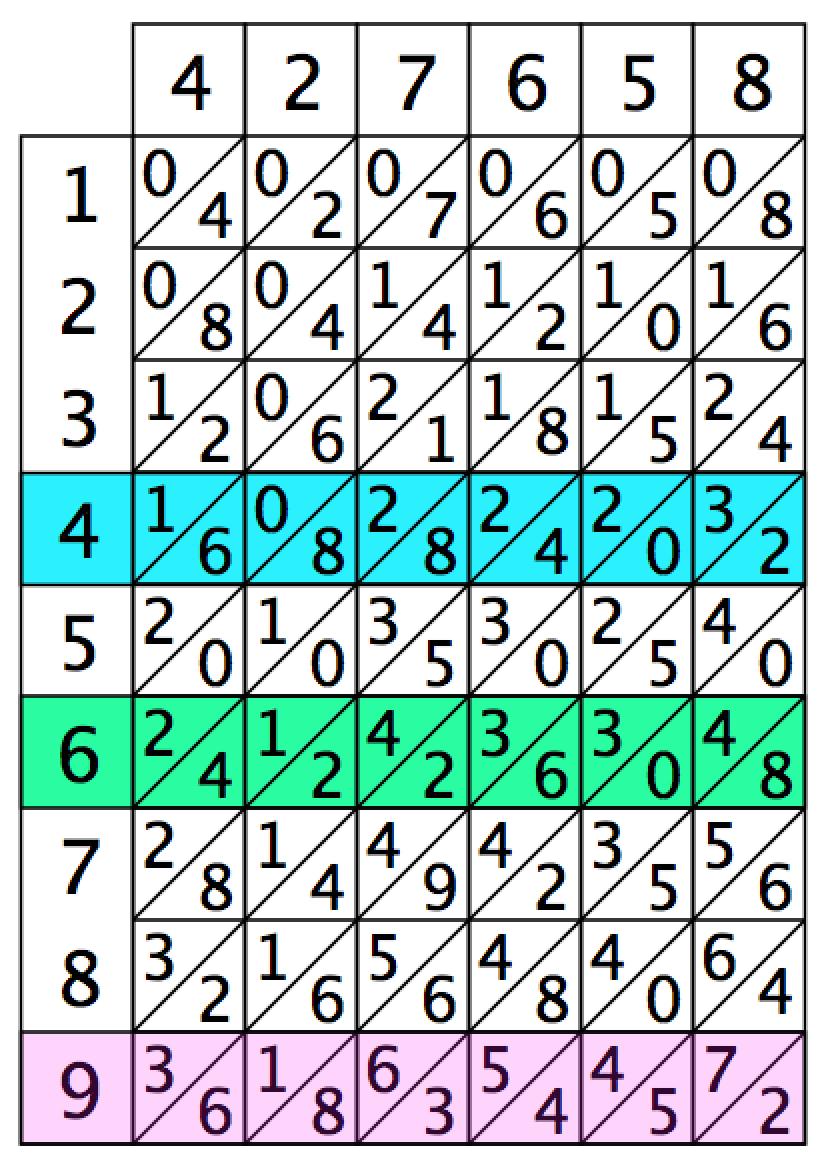 4 2 7 6 5 8
1 0/4 0/2 0/7 0/6 0/5 0/8
2 0/8 0/4 1/4 1/2 1/0 1/6
3 1/2 0/6 2/1 1/8 1/5 2/4
4 1/6 0/8 2/8 2/4 2/0 3/2
5 2/0 1/0 3/5 3/0 2/5 4/0
6 2/4 1/2 4/2 3/6 3/0 4/8
7 2/8 1/4 4/9 4/2 3/5 5/6
8 3/2 1/6 5/6 4/8 4/0 6/4
9 3/6 1/8 6/3 5/4 4/5 7/2